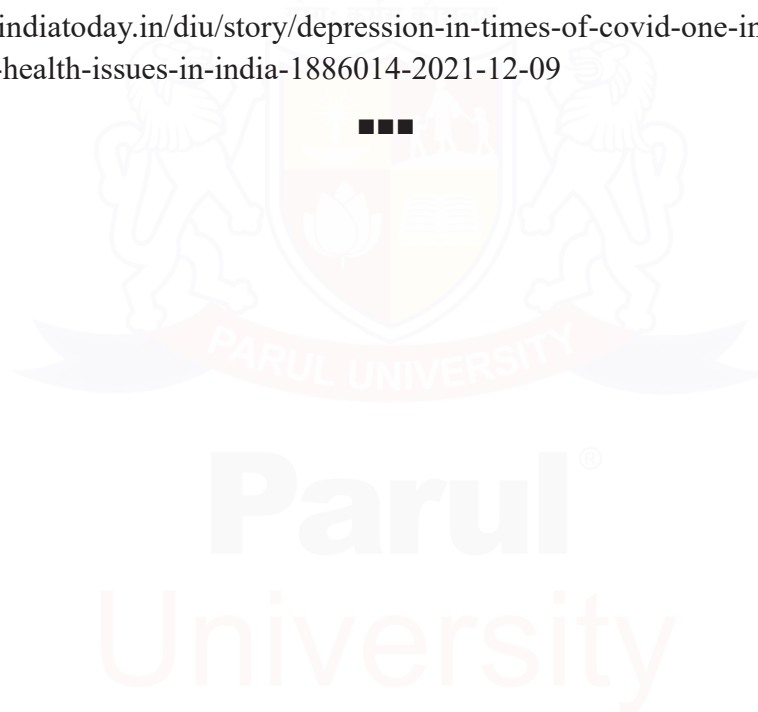 indiatoday.in/diu/story/depression-in-times-of-covid-one-in
-health-issues-in-india-1886014-2021-12-09
PARUL UNIVERSITY
Parul®
University